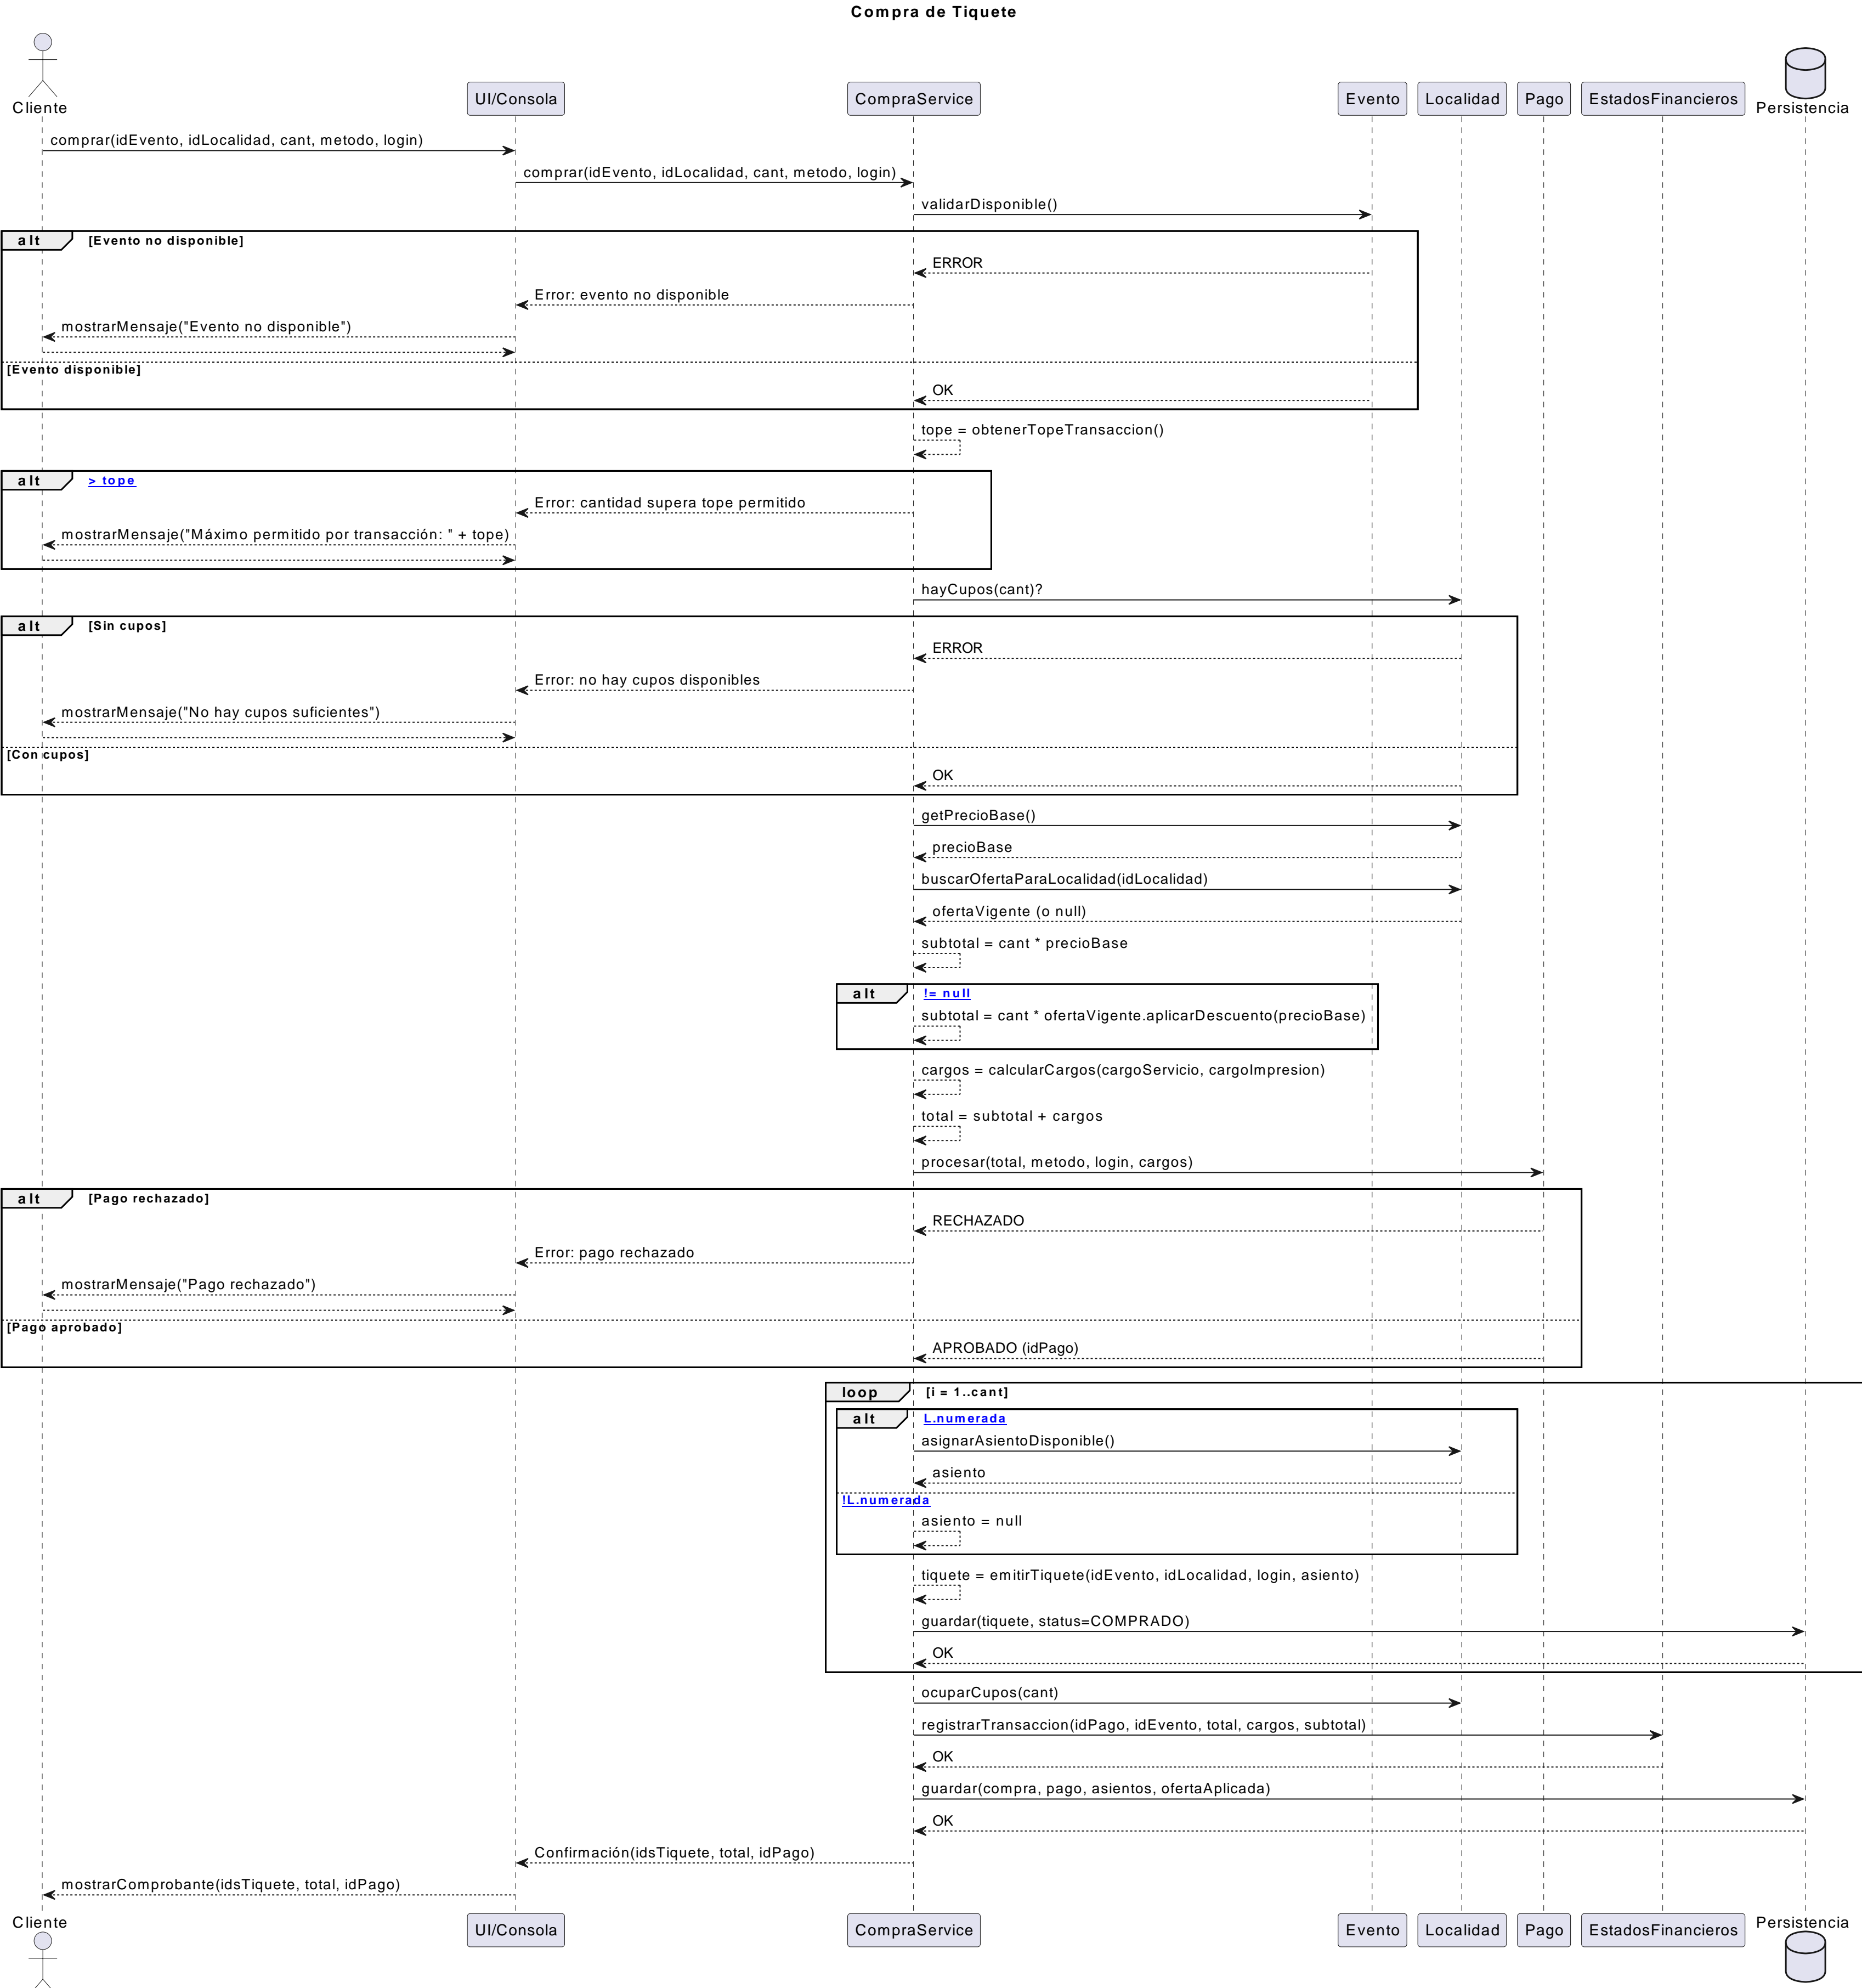 Compra de Tiquete
Cliente
UI/Consola
CompraService
Evento
Localidad
Pago
EstadosFinancieros
Persistencia
comprar(idEvento, idLocalidad, cant, metodo, login)
comprar(idEvento, idLocalidad, cant, metodo, login)
validarDisponible()
alt
[Evento no disponible]
ERROR
Error: evento no disponible
mostrarMensaje("Evento no disponible")
[Evento disponible]
OK
tope = obtenerTopeTransaccion()
alt
> tope
Error: cantidad supera tope permitido
mostrarMensaje("Máximo permitido por transacción: " + tope)
hayCupos(cant)?
alt
[Sin cupos]
ERROR
Error: no hay cupos disponibles
mostrarMensaje("No hay cupos suficientes")
[Con cupos]
OK
getPrecioBase()
precioBase
buscarOfertaParaLocalidad(idLocalidad)
ofertaVigente (o null)
subtotal = cant * precioBase
alt
!= null
subtotal = cant * ofertaVigente.aplicarDescuento(precioBase)
cargos = calcularCargos(cargoServicio, cargoImpresion)
total = subtotal + cargos
procesar(total, metodo, login, cargos)
alt
[Pago rechazado]
RECHAZADO
Error: pago rechazado
mostrarMensaje("Pago rechazado")
[Pago aprobado]
APROBADO (idPago)
loop
[i = 1..cant]
alt
L.numerada
asignarAsientoDisponible()
asiento
!L.numerada
asiento = null
tiquete = emitirTiquete(idEvento, idLocalidad, login, asiento)
guardar(tiquete, status=COMPRADO)
OK
ocuparCupos(cant)
registrarTransaccion(idPago, idEvento, total, cargos, subtotal)
OK
guardar(compra, pago, asientos, ofertaAplicada)
OK
Confirmación(idsTiquete, total, idPago)
mostrarComprobante(idsTiquete, total, idPago)
Cliente
UI/Consola
CompraService
Evento
Localidad
Pago
EstadosFinancieros
Persistencia